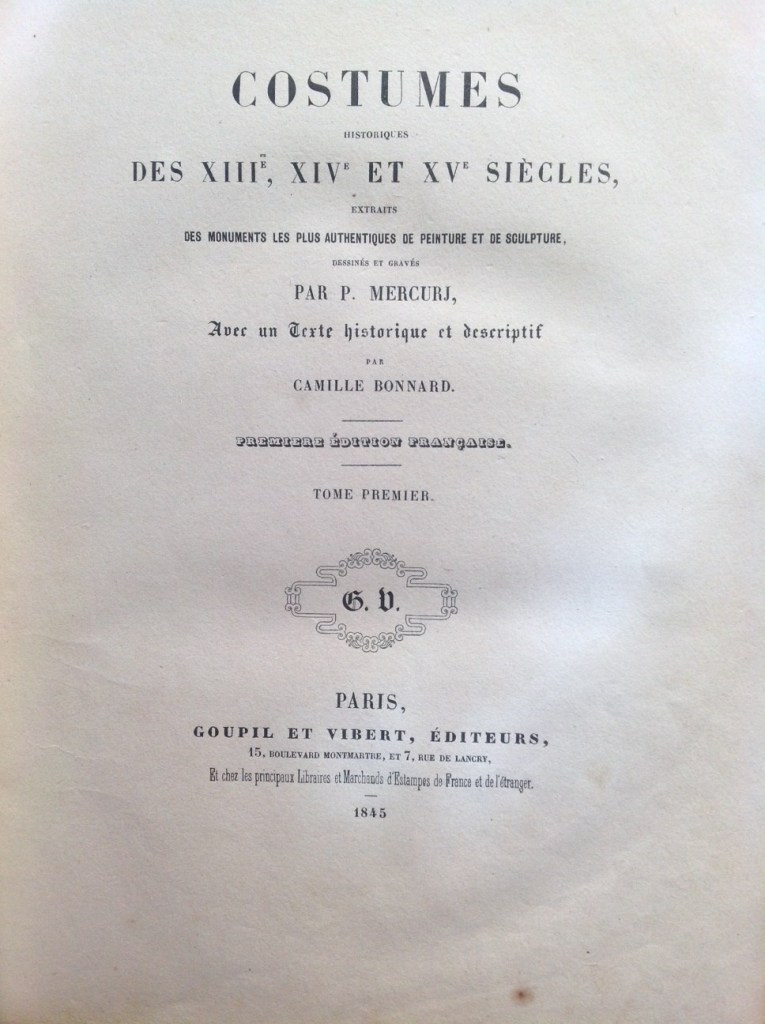 COSTUMES
HISTORIQUES
DES XIIIE, XIVE ET XVE SIÈCLES,
EXTRAITS
DES MONUMENTS LES PLUS AUTHENTIQUES DE PEINTURE ET DE SCULPTURE,
DESSINÉS ET GRAVÉS
PAR P. MERCURJ,
Avec un Texte historique et descriptif
PAR
CAMILLE BONNARD.
PREMIERE ÉDITION FRANÇAISE.
TOME PREMIER.
G. V.
PARIS,
GOUPIL ET VIBERT, ÉDITEURS,
15, BOULEVARD MONTMARTRE, ET 7, RUE DE LANCRY,
Et chez les principaux Libraires et Marchands d'Estampes de France et de l'étranger.
1845